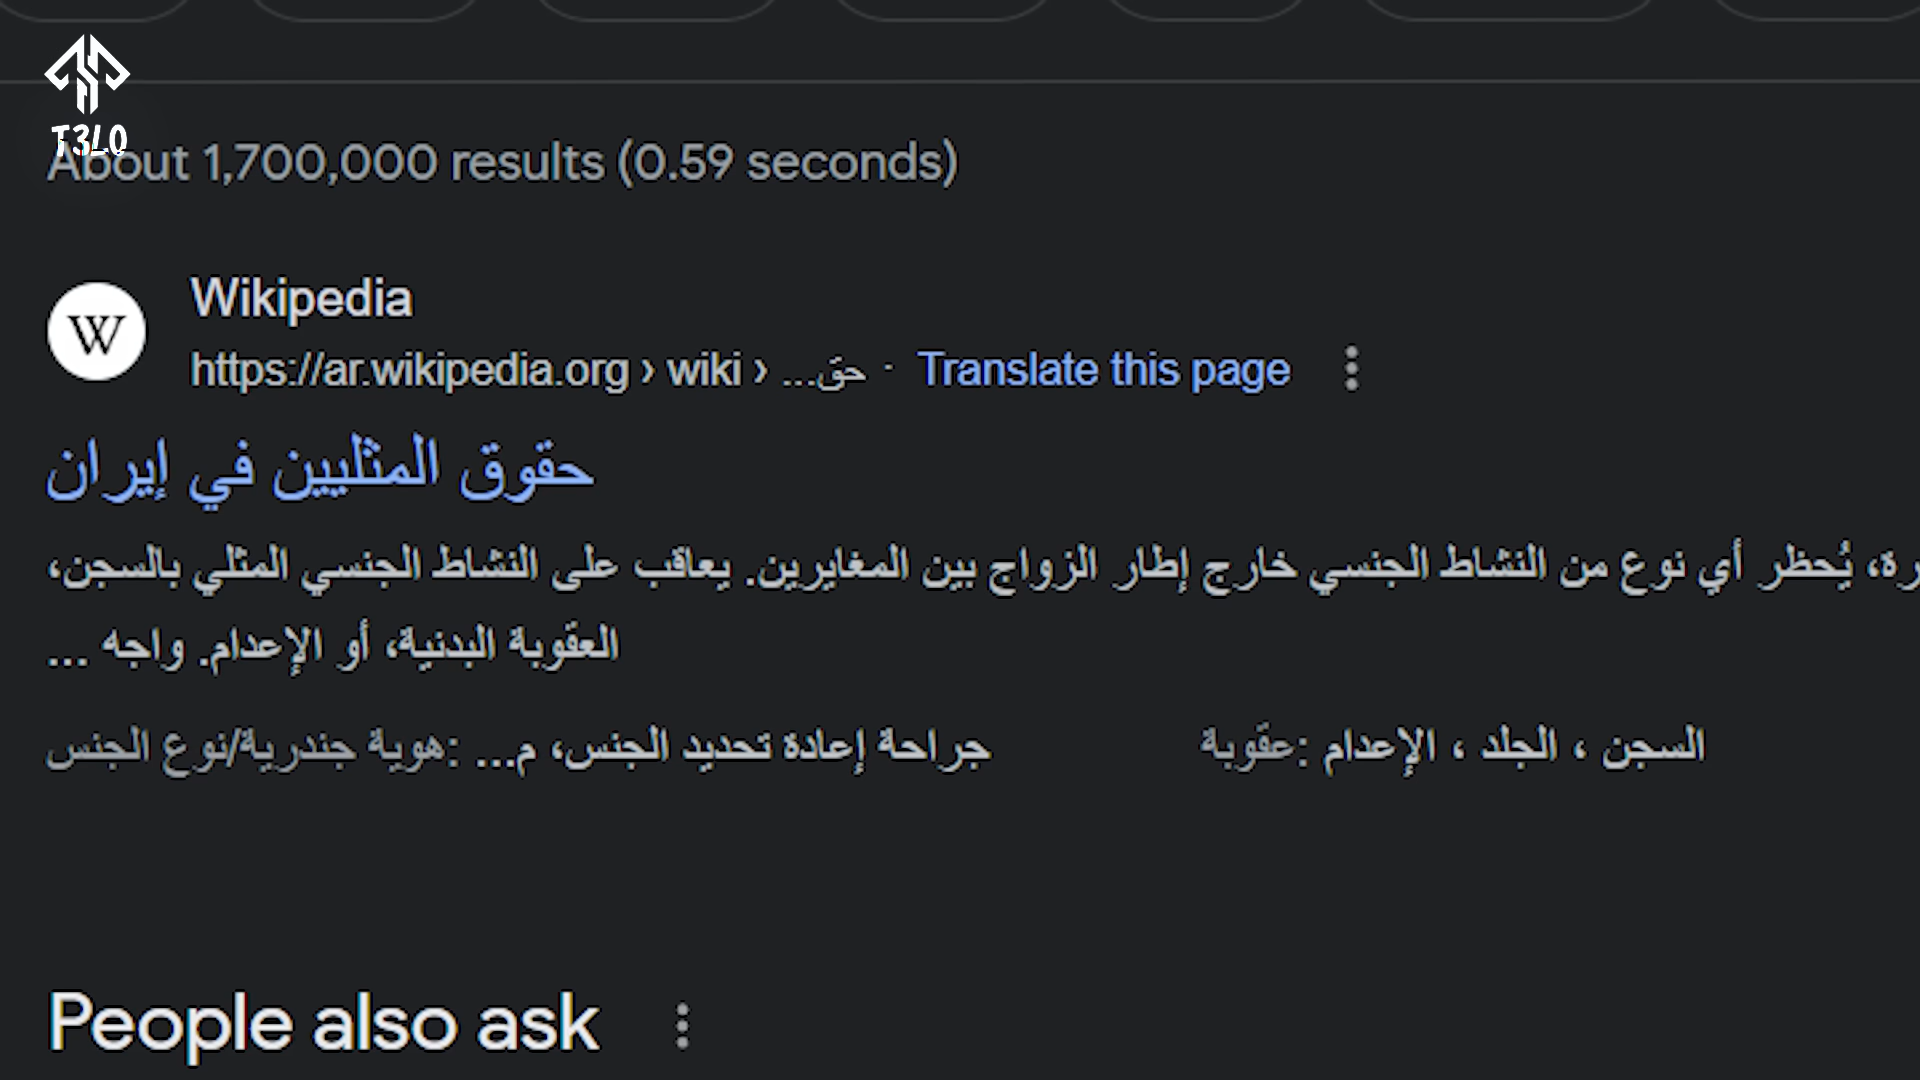 T3LO
About 1,700,000 results (0.59 seconds)
W
Wikipedia
https://ar.wikipedia.org › wiki › ...حق · Translate this page
حقوق المثليين في إيران
يُحظر أي نوع من النشاط الجنسي خارج إطار الزواج بين المغايرين. يعاقب على النشاط الجنسي المثلي بالسجن،
العقوبة البدنية، أو الإعدام. واجه ...
هوية جندرية/نوع الجنس: جراحة إعادة تحديد الجنس، م...
عقوبة: السجن ، الجلد ، الإعدام
People also ask